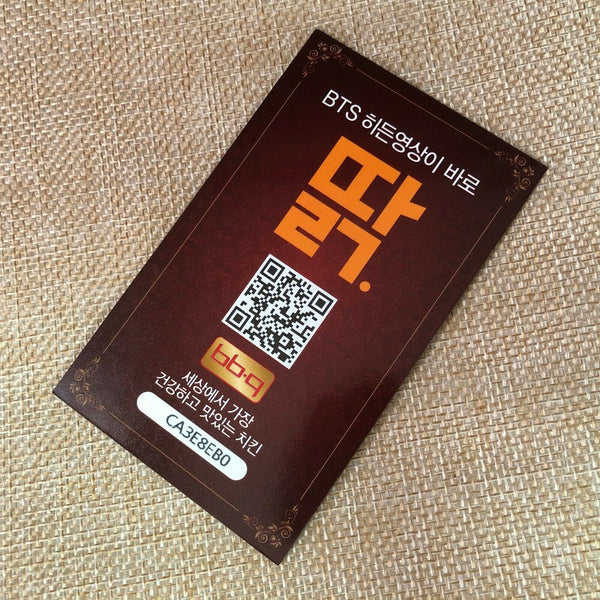 BTS 히든영상이 바로
딹.
bb.q
세상에서 가장
건강하고 맛있는 치킨
CA3E8EB0